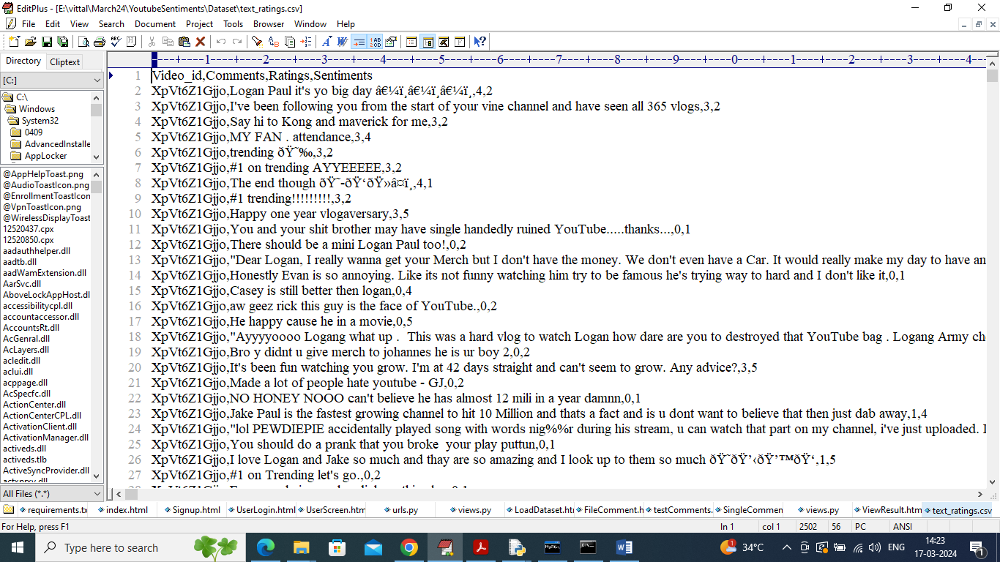 EditPlus - [E:\vittal\March24\YoutubeSentiments\Dataset\text_ratings.csv]
File Edit View Search Document Project Tools Browser Window Help
Directory Cliptext
[C:]
C:\
Windows
System32
0409
AdvancedInstalle
AppLocker
@AppHelpToast.png
@AudioToastIcon.png
@EnrollmentToastIcon
@VpnToastIcon.png
@WirelessDisplayToast
12520437.cpx
12520850.cpx
aadauthhelper.dll
aadtb.dll
aadWamExtension.dll
AarSvc.dll
AboveLockAppHost.dl
accessibilitycpl.dll
accountaccessor.dll
AccountsRt.dll
AcGenral.dll
AcLayers.dll
acledit.dll
aclui.dll
acppage.dll
AcSpecfc.dll
ActionCenter.dll
ActionCenterCPL.dll
ActivationClient.dll
ActivationManager.dll
activeds.dll
activeds.tlb
ActiveSyncProvider.dll
actxprxy.dll
All Files (*.*)
----+----1----+----2----+----3----+----4----+----5----+----6----+----7----+----8----+----9----+----0----+----1----+----2----+----3----+----4--
1 Video_id,Comments,Ratings,Sentiments
2 XpVt6Z1Gjjo,Logan Paul it's yo big day â€¼ï¸â€¼ï¸â€¼ï¸,4,2
3 XpVt6Z1Gjjo,I've been following you from the start of your vine channel and have seen all 365 vlogs,3,2
4 XpVt6Z1Gjjo,Say hi to Kong and maverick for me,3,2
5 XpVt6Z1Gjjo,MY FAN . attendance,3,4
6 XpVt6Z1Gjjo,trending ðŸ˜‰,3,2
7 XpVt6Z1Gjjo,#1 on trending AYYEEEEE,3,2
8 XpVt6Z1Gjjo,The end though ðŸ˜-ðŸ‘ðŸ»â¤ï¸,4,1
9 XpVt6Z1Gjjo,#1 trending!!!!!!!!!,3,2
10 XpVt6Z1Gjjo,Happy one year vlogaversary,3,5
11 XpVt6Z1Gjjo,You and your shit brother may have single handedly ruined YouTube.....thanks...,0,1
12 XpVt6Z1Gjjo,There should be a mini Logan Paul too!,0,2
13 XpVt6Z1Gjjo,"Dear Logan, I really wanna get your Merch but I don't have the money. We don't even have a Car. It would really make my day to have an
14 XpVt6Z1Gjjo,Honestly Evan is so annoying. Like its not funny watching him try to be famous he's trying way to hard and I don't like it,0,1
15 XpVt6Z1Gjjo,Casey is still better then logan,0,4
16 XpVt6Z1Gjjo,aw geez rick this guy is the face of YouTube.,0,2
17 XpVt6Z1Gjjo,He happy cause he in a movie,0,5
18 XpVt6Z1Gjjo,"Ayyyyoooo Logang what up . This was a hard vlog to watch Logan how dare are you to destroyed that YouTube bag . Logang Army ch
19 XpVt6Z1Gjjo,Bro y didnt u give merch to johannes he is ur boy 2,0,2
20 XpVt6Z1Gjjo,It's been fun watching you grow. I'm at 42 days straight and can't seem to grow. Any advice?,3,5
21 XpVt6Z1Gjjo,Made a lot of people hate youtube - GJ,0,2
22 XpVt6Z1Gjjo,NO HONEY NOOO can't believe he has almost 12 mili in a year damnn,0,1
23 XpVt6Z1Gjjo,Jake Paul is the fastest growing channel to hit 10 Million and thats a fact and is u dont want to believe that then just dab away,1,4
24 XpVt6Z1Gjjo,"lol PEWDIEPIE accidentally played song with words nig%%r during his stream, u can watch that part on my channel, i've just uploaded.
25 XpVt6Z1Gjjo,You should do a prank that you broke your play puttun,0,1
26 XpVt6Z1Gjjo,I love Logan and Jake so much and thay are so amazing and I look up to them so much ðŸ˜ðŸ’‹ðŸ’™ðŸ‘,1,5
27 XpVt6Z1Gjjo,#1 on Trending let's go.,0,2
requirements.tx index.html Signup.html UserLogin.html UserScreen.htm urls.py views.py LoadDataset.ht FileComment.h testComments. SingleCommen views.py ViewResult.htm text_ratings.csv
For Help, press F1 ln 1 col 1 2502 56 PC ANSI
Type here to search 34°C ENG 14:23 17-03-2024 1